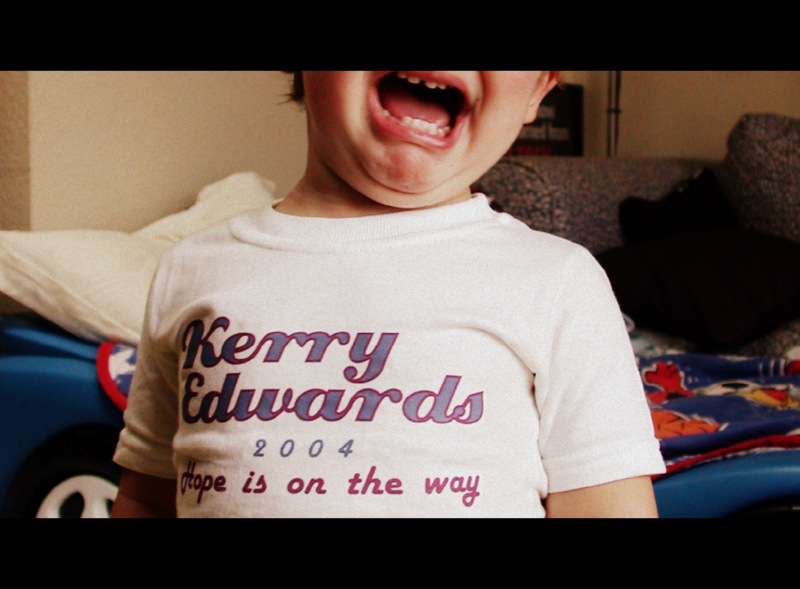 Kerry
Edwards
2004
Hope is on the way